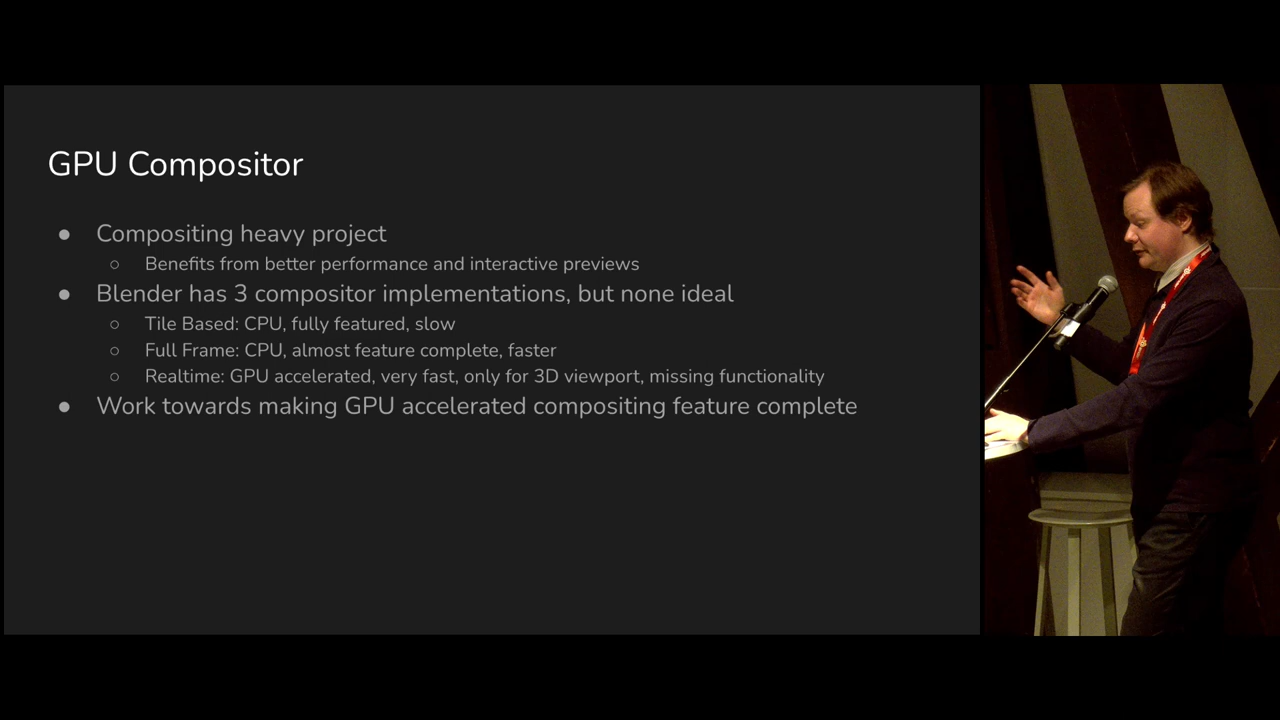 GPU Compositor
● Compositing heavy project
○ Benefits from better performance and interactive previews
● Blender has 3 compositor implementations, but none ideal
○ Tile Based: CPU, fully featured, slow
○ Full Frame: CPU, almost feature complete, faster
○ Realtime: GPU accelerated, very fast, only for 3D viewport, missing functionality
● Work towards making GPU accelerated compositing feature complete